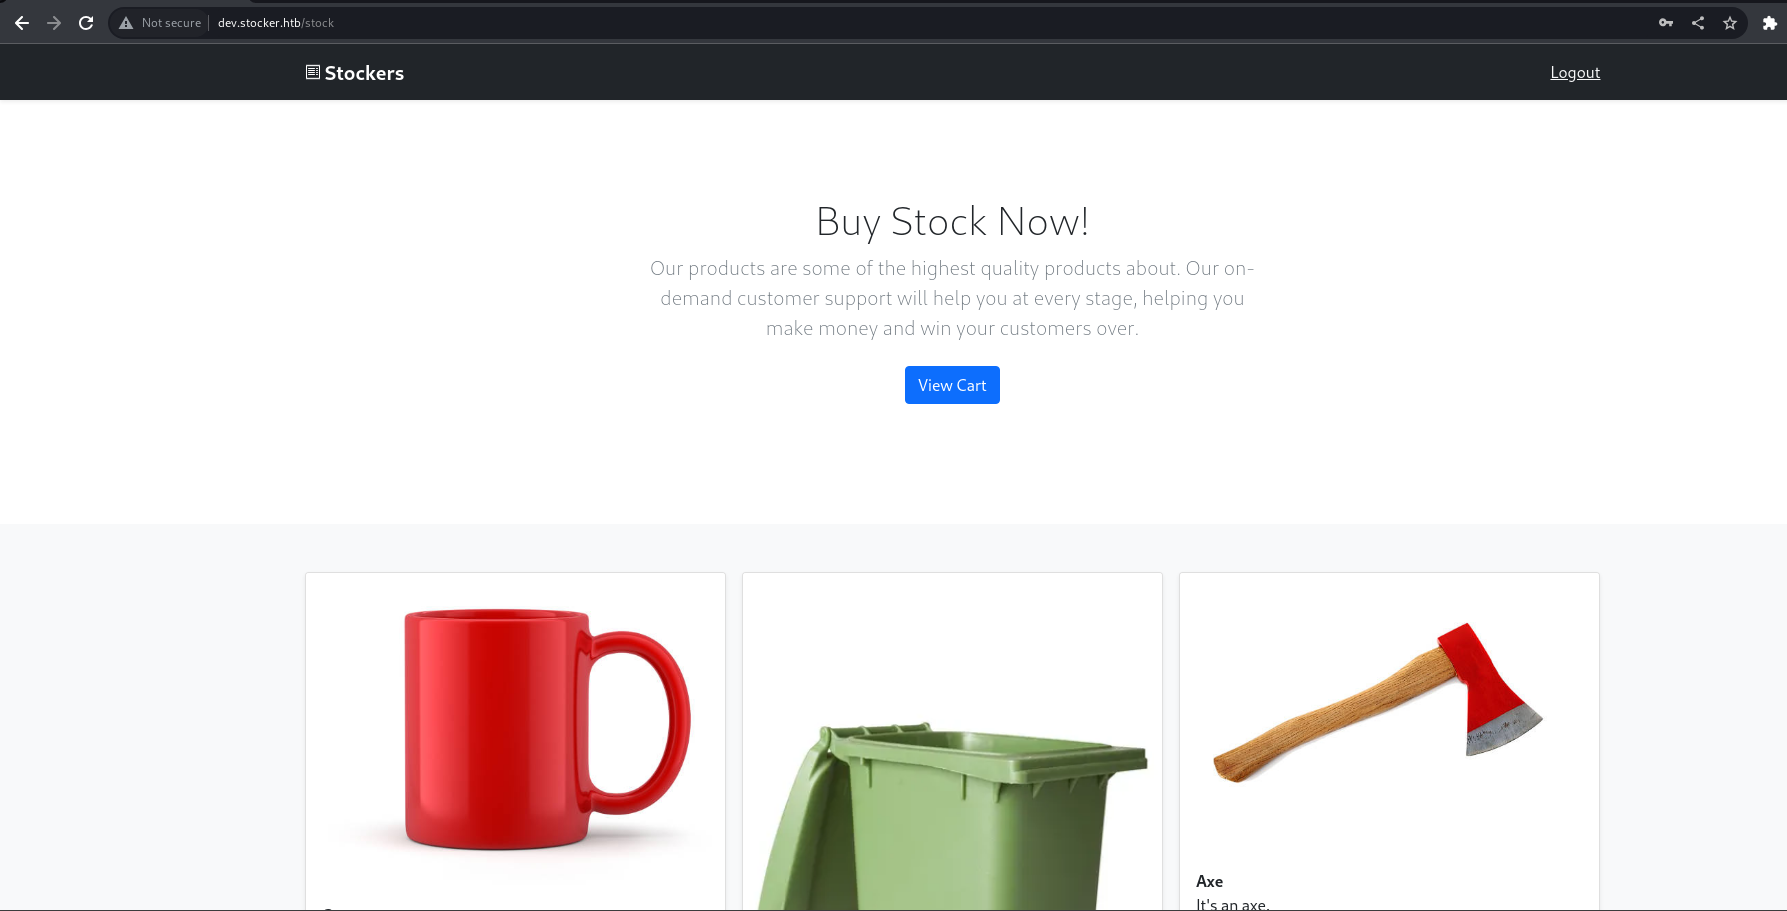 Not secure dev.stocker.htb/stock
Stockers
Logout
Buy Stock Now!
Our products are some of the highest quality products about. Our on-
demand customer support will help you at every stage, helping you
make money and win your customers over.
View Cart
Axe
It's an axe.